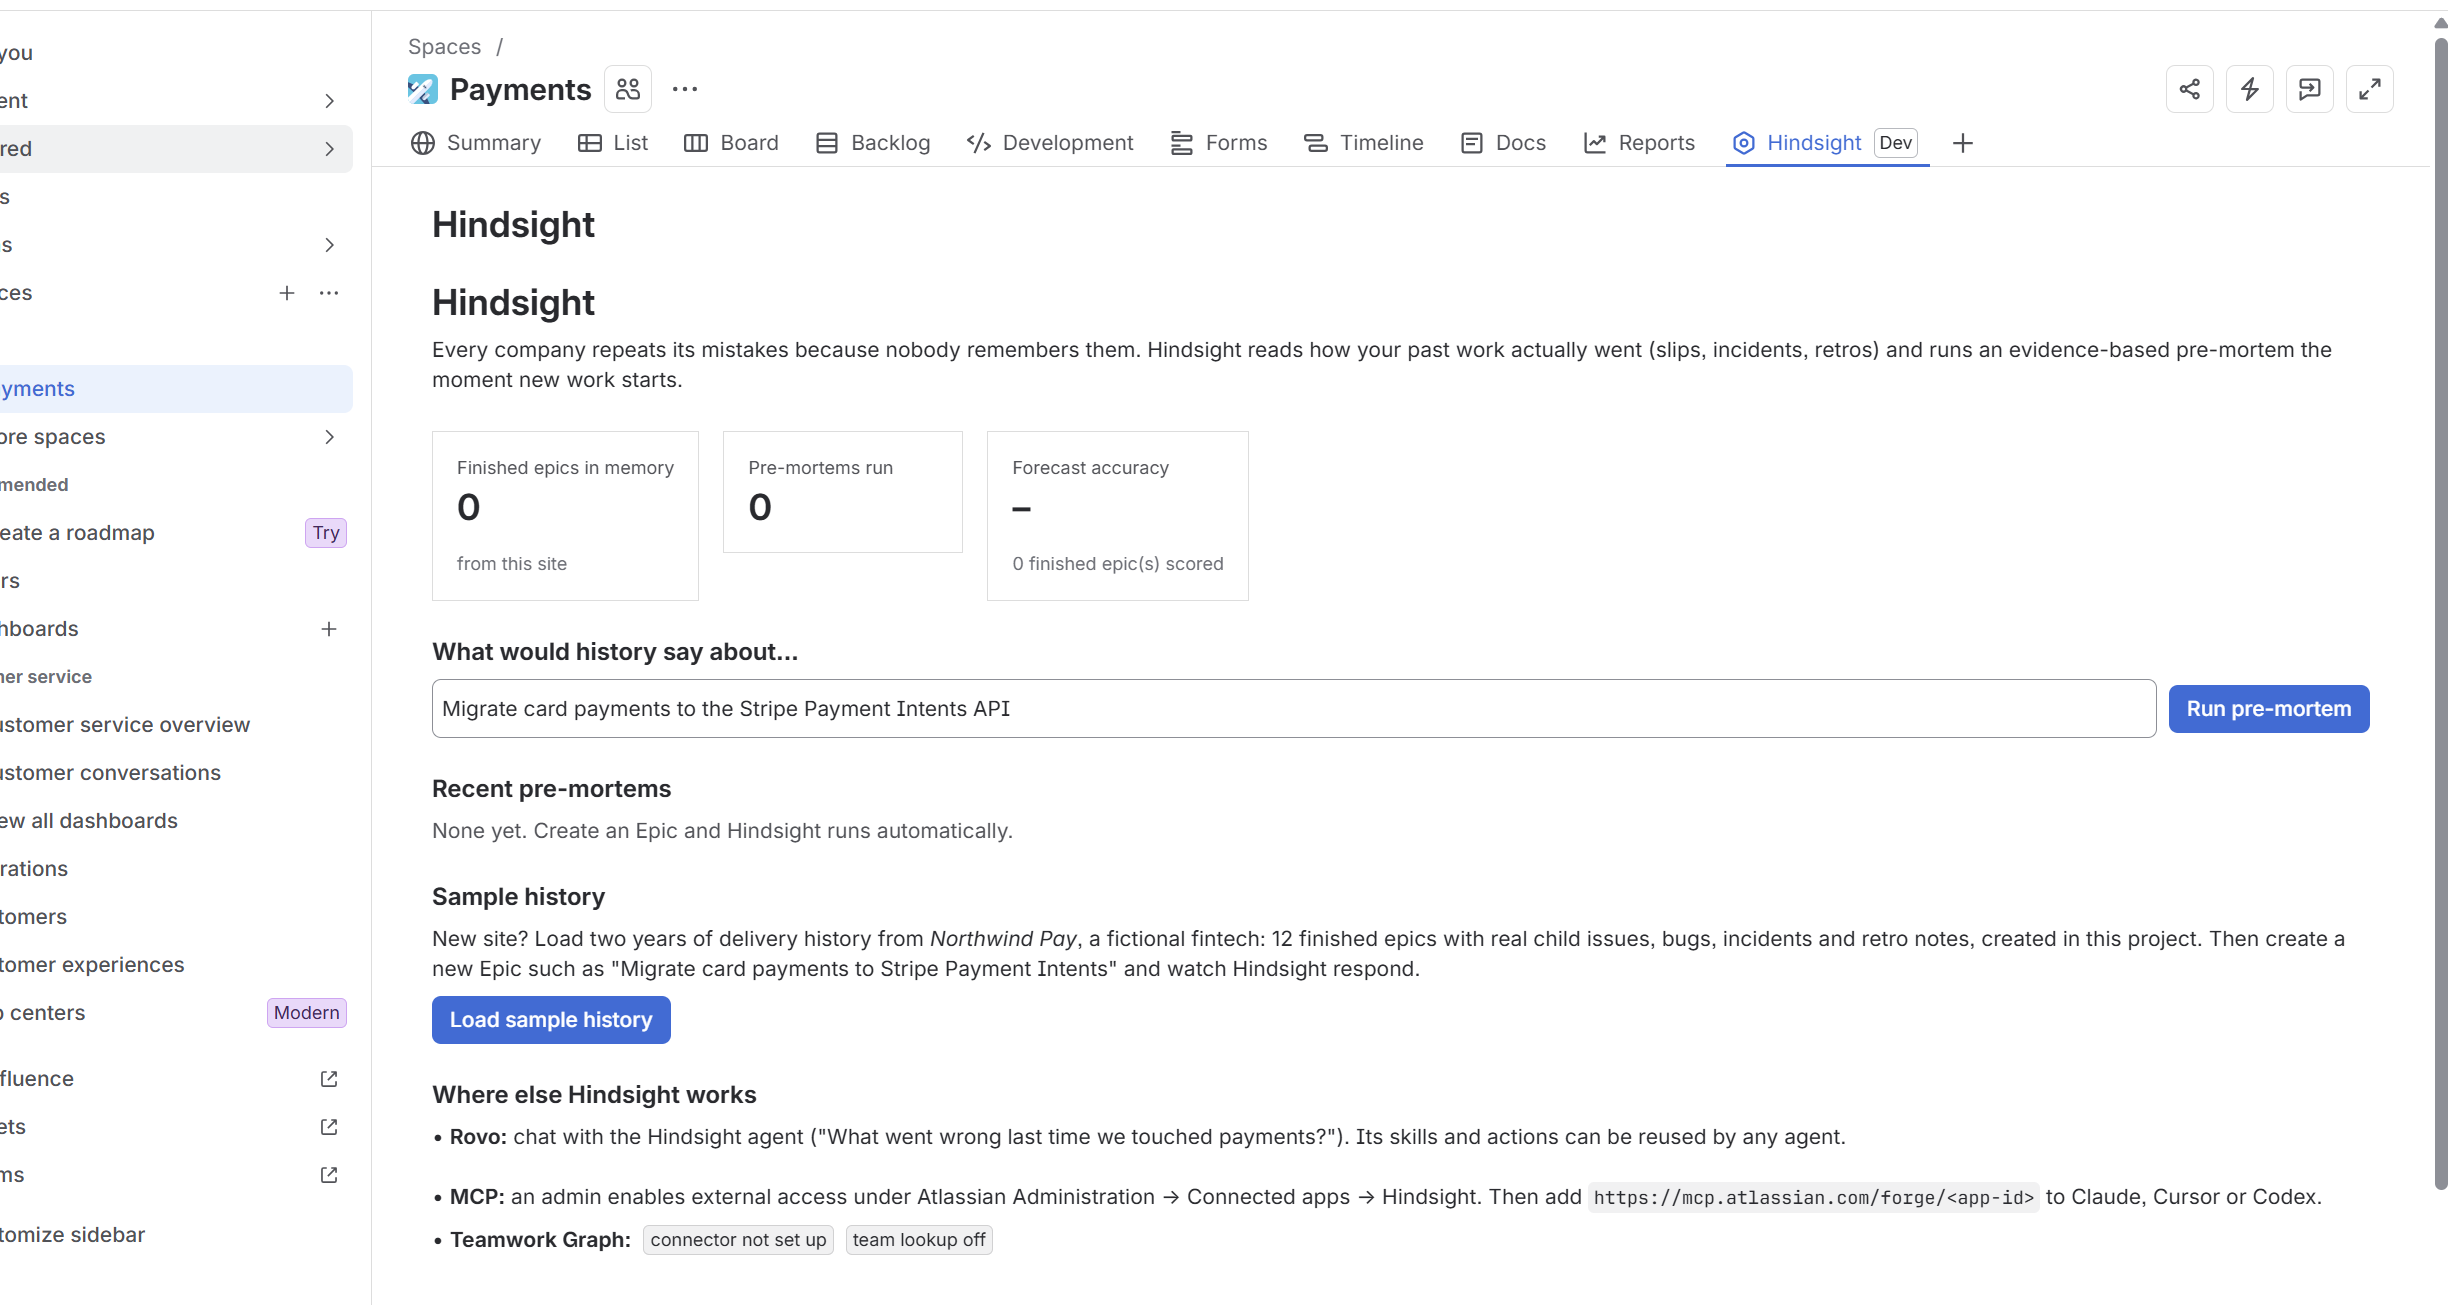 you
Spaces /
Payments
ent
red
Summary
List
Board
Backlog
Development
Forms
Timeline
Docs
Reports
Hindsight
Dev
s
s
ces
yments
ore spaces
mended
eate a roadmap
Try
rs
hboards
ner service
ustomer service overview
ustomer conversations
ew all dashboards
rations
tomers
tomer experiences
p centers
Modern
fluence
ets
ms
tomize sidebar
Hindsight
Hindsight
Every company repeats its mistakes because nobody remembers them. Hindsight reads how your past work actually went (slips, incidents, retros) and runs an evidence-based pre-mortem the
moment new work starts.
Finished epics in memory
0
from this site
Pre-mortems run
0
Forecast accuracy
–
0 finished epic(s) scored
What would history say about...
Migrate card payments to the Stripe Payment Intents API
Run pre-mortem
Recent pre-mortems
None yet. Create an Epic and Hindsight runs automatically.
Sample history
New site? Load two years of delivery history from Northwind Pay, a fictional fintech: 12 finished epics with real child issues, bugs, incidents and retro notes, created in this project. Then create a
new Epic such as "Migrate card payments to Stripe Payment Intents" and watch Hindsight respond.
Load sample history
Where else Hindsight works
• Rovo: chat with the Hindsight agent ("What went wrong last time we touched payments?"). Its skills and actions can be reused by any agent.
• MCP: an admin enables external access under Atlassian Administration → Connected apps → Hindsight. Then add https://mcp.atlassian.com/forge/<app-id> to Claude, Cursor or Codex.
• Teamwork Graph: connector not set up team lookup off